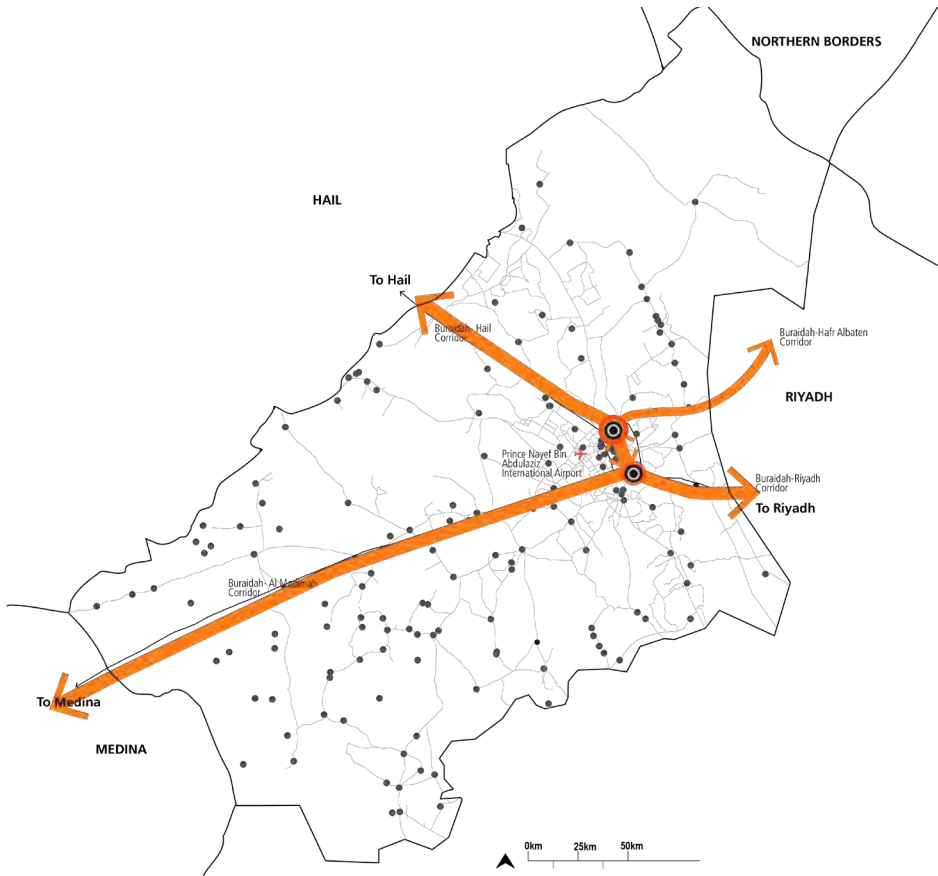 NORTHERN BORDERS
HAIL
To Hail
Buraidah- Hail
Corridor
Buraidah-Hafr Albaten
Corridor
RIYADH
Prince Nayef Bin
Abdulaziz
International Airport
Buraidah-Riyadh
Corridor
To Riyadh
Buraidah- Al Madinah
Corridor
To Medina
MEDINA
0km 25km 50km